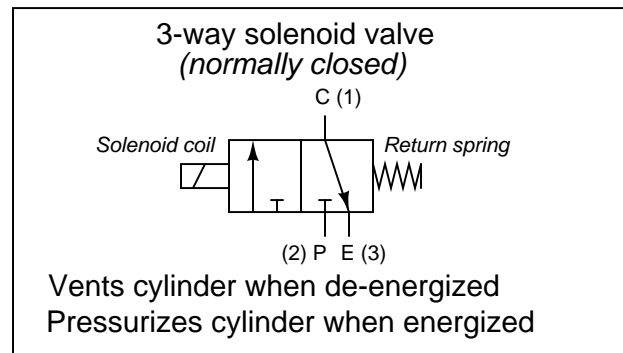 3-way solenoid valve
(normally closed)
C (1)
Solenoid coil
Return spring
(2) P E (3)
Vents cylinder when de-energized
Pressurizes cylinder when energized